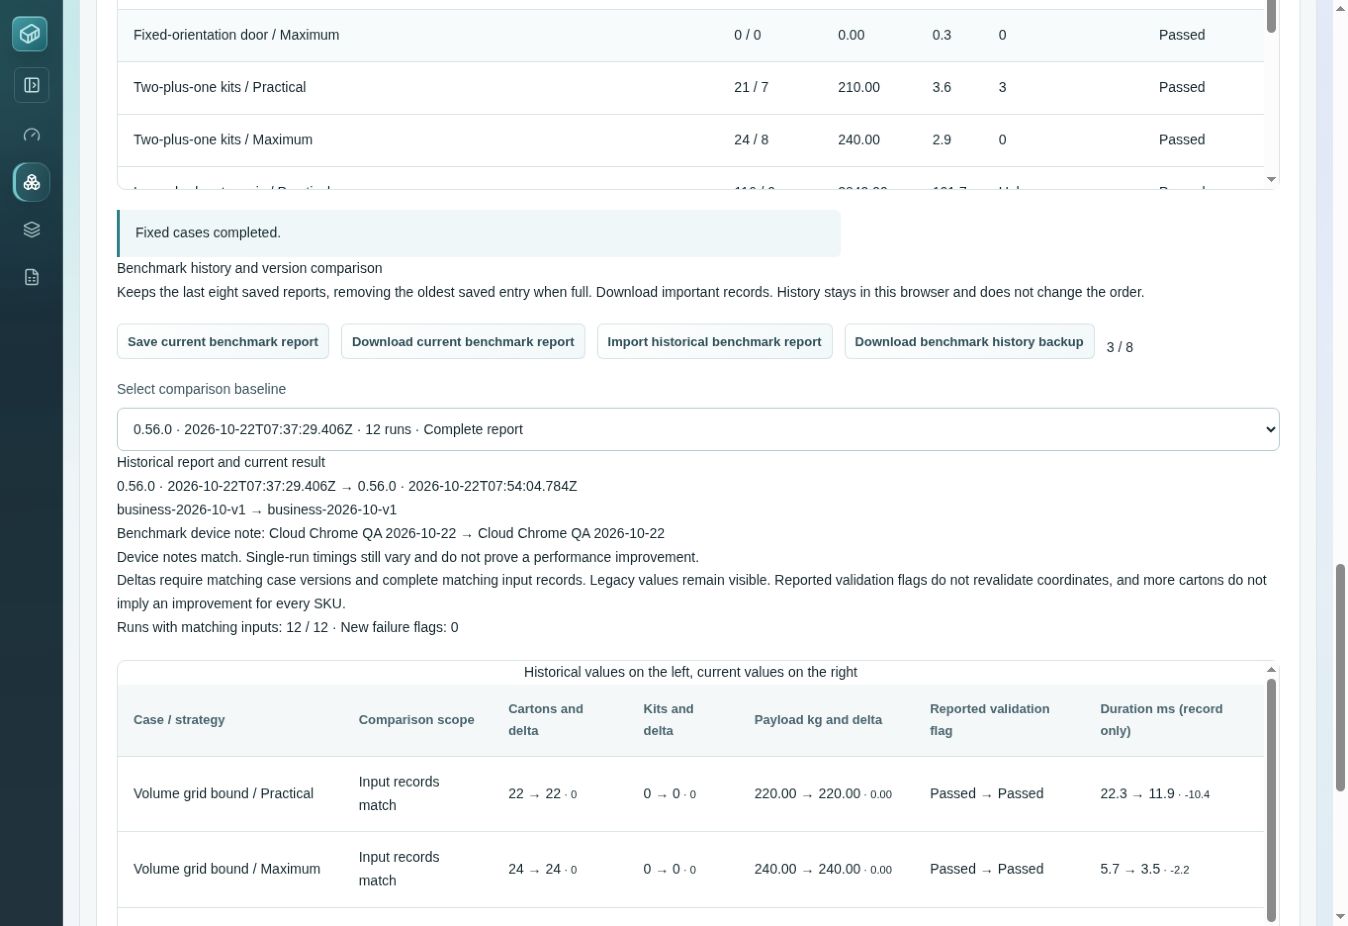 Fixed-orientation door / Maximum 0 / 0 0.00 0.3 0 Passed
Two-plus-one kits / Practical 21 / 7 210.00 3.6 3 Passed
Two-plus-one kits / Maximum 24 / 8 240.00 2.9 0 Passed
Fixed cases completed.
Benchmark history and version comparison
Keeps the last eight saved reports, removing the oldest saved entry when full. Download important records. History stays in this browser and does not change the order.
Save current benchmark report Download current benchmark report Import historical benchmark report Download benchmark history backup 3 / 8
Select comparison baseline
0.56.0 · 2026-10-22T07:37:29.406Z · 12 runs · Complete report
Historical report and current result
0.56.0 · 2026-10-22T07:37:29.406Z → 0.56.0 · 2026-10-22T07:54:04.784Z
business-2026-10-v1 → business-2026-10-v1
Benchmark device note: Cloud Chrome QA 2026-10-22 → Cloud Chrome QA 2026-10-22
Device notes match. Single-run timings still vary and do not prove a performance improvement.
Deltas require matching case versions and complete matching input records. Legacy values remain visible. Reported validation flags do not revalidate coordinates, and more cartons do not
imply an improvement for every SKU.
Runs with matching inputs: 12 / 12 · New failure flags: 0
Historical values on the left, current values on the right
Case / strategy Comparison scope Cartons and delta Kits and delta Payload kg and delta Reported validation flag Duration ms (record only)
Volume grid bound / Practical Input records match 22 → 22 · 0 0 → 0 · 0 220.00 → 220.00 · 0.00 Passed → Passed 22.3 → 11.9 · -10.4
Volume grid bound / Maximum Input records match 24 → 24 · 0 0 → 0 · 0 240.00 → 240.00 · 0.00 Passed → Passed 5.7 → 3.5 · -2.2